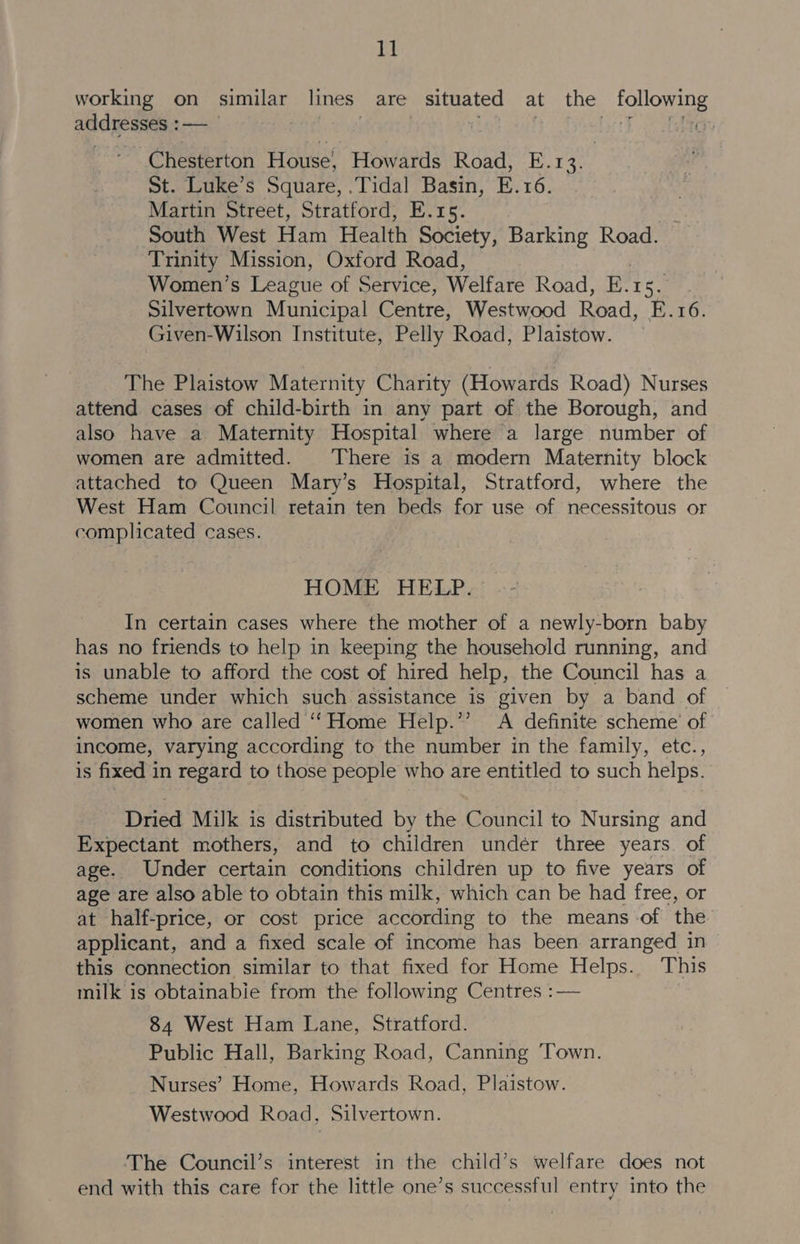 11
working on similar lines are situated at the following
addresses :—
Chesterton House, Howards Road, E.13.
St. Luke’s Square, Tidal Basin, E.16.
Martin Street, Stratford, E.15.
South West Ham Health Society, Barking Road.
Trinity Mission, Oxford Road,
Women’s League of Service, Welfare Road, E.15.
Silvertown Municipal Centre, Westwood Road, E.16.
Given-Wilson Institute, Pelly Road, Plaistow.
The Plaistow Maternity Charity (Howards Road) Nurses
attend cases of child-birth in any part of the Borough, and
also have a Maternity Hospital where a large number of
women are admitted. There is a modern Maternity block
attached to Queen Mary’s Hospital, Stratford, where the
West Ham Council retain ten beds for use of necessitous or
complicated cases.
HOME HELP.
In certain cases where the mother of a newly-born baby
has no friends to help in keeping the household running, and
is unable to afford the cost of hired help, the Council has a
scheme under which such assistance is given by a band of
women who are called “Home Help.” A definite scheme of
income, varying according to the number in the family, etc.,
is fixed in regard to those people who are entitled to such helps.
Dried Milk is distributed by the Council to Nursing and
Expectant mothers, and to children under three years of
age. Under certain conditions children up to five years of
age are also able to obtain this milk, which can be had free, or
at half-price, or cost price according to the means of the
applicant, and a fixed scale of income has been arranged in
this connection similar to that fixed for Home Helps. This
milk is obtainable from the following Centres :—
84 West Ham Lane, Stratford.
Public Hall, Barking Road, Canning Town.
Nurses’ Home, Howards Road, Plaistow.
Westwood Road, Silvertown.
The Council’s interest in the child’s welfare does not
end with this care for the little one’s successful entry into the